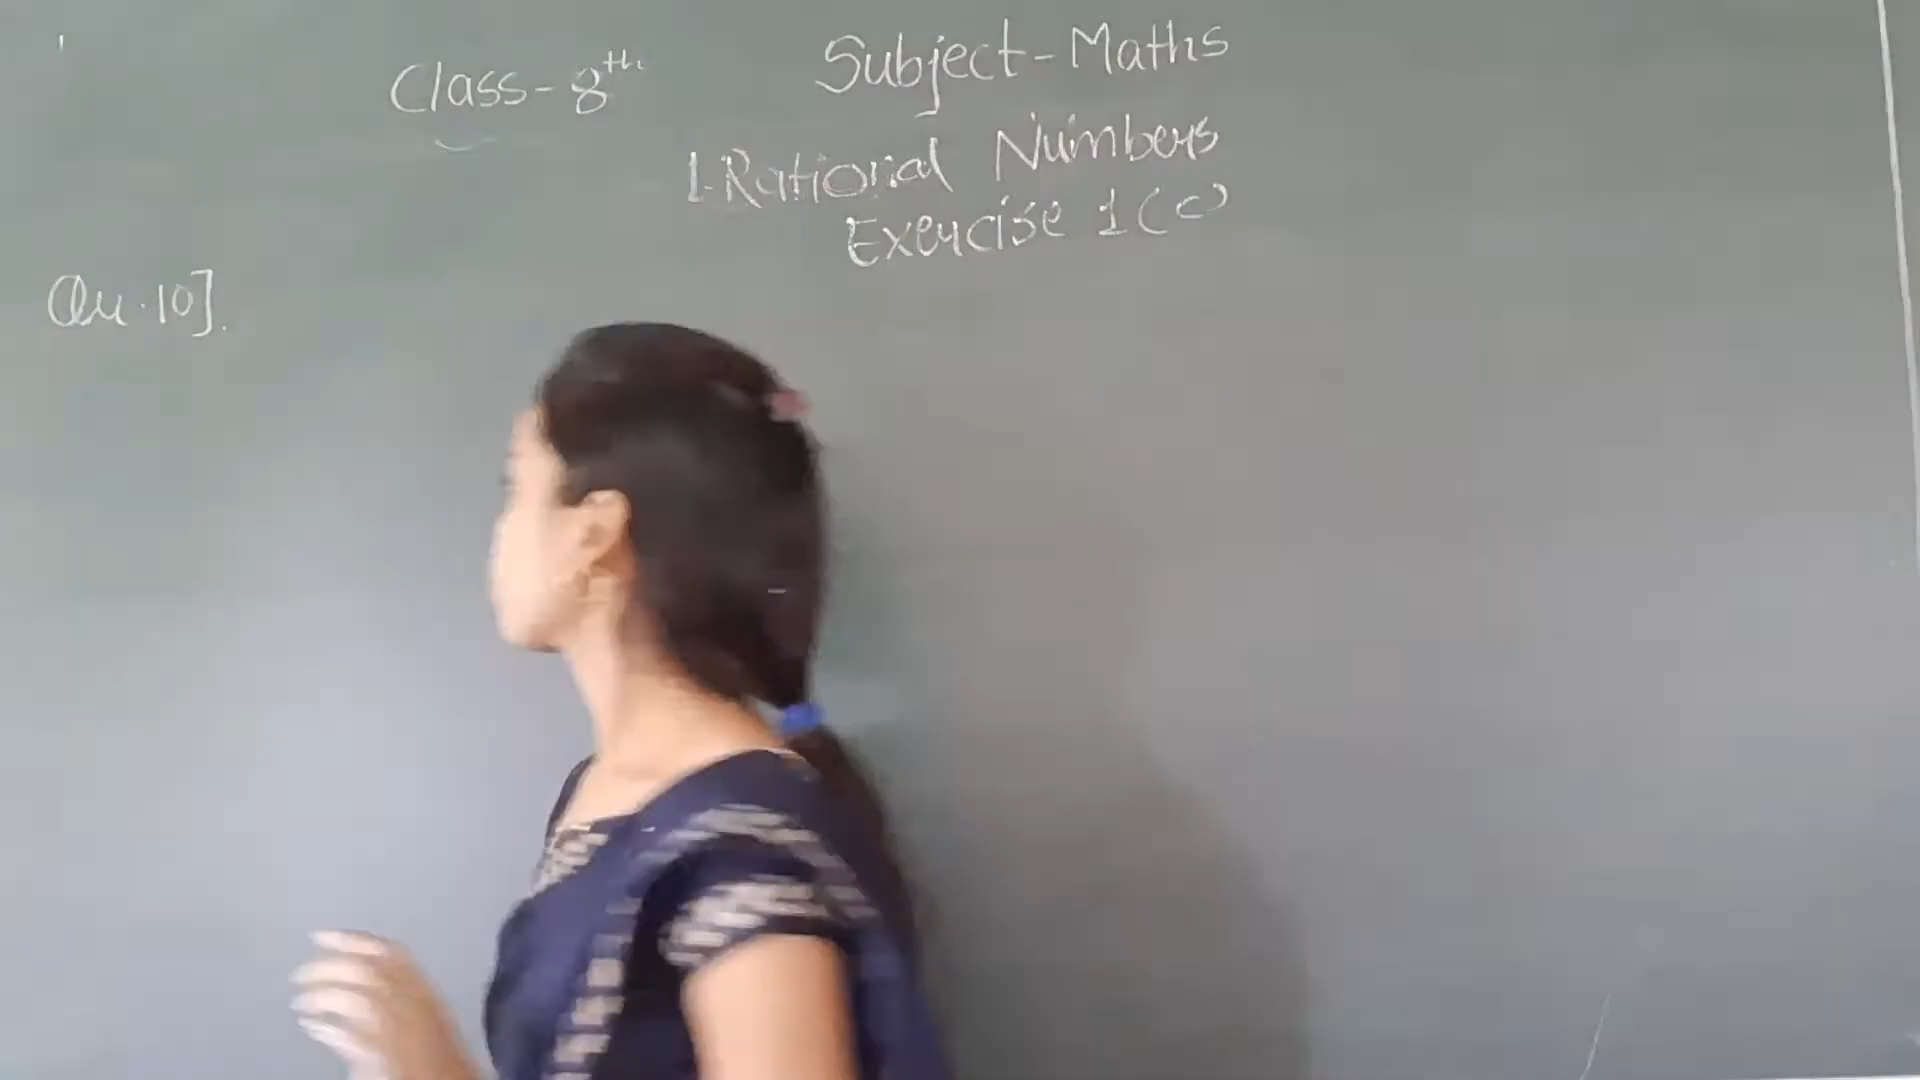 Class-8th Subject-Maths
1. Rational Numbers
Exercise 1(c)
Qu.10].